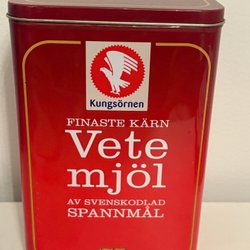 Kungsörnen
FINASTE KÄRN
Vete
mjöl
AV SVENSKODLAD
SPANNMÅL